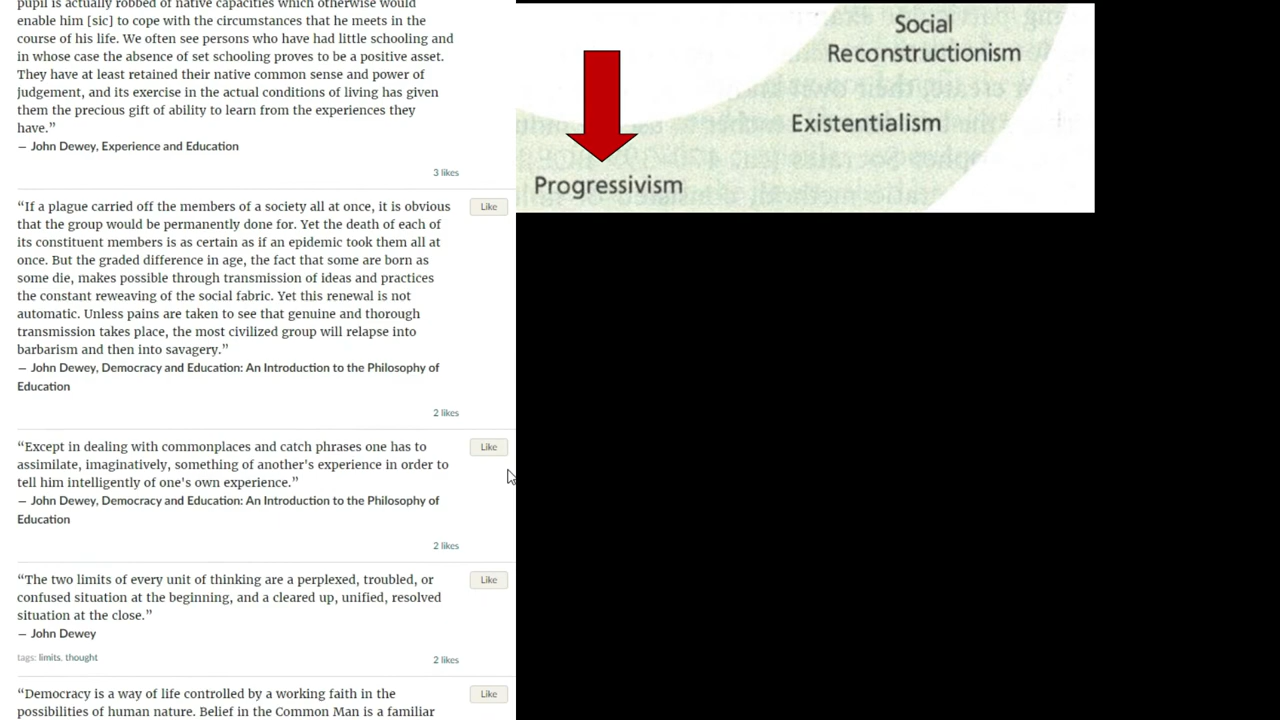 pupil is actually robbed of native capacities which otherwise would
enable him [sic] to cope with the circumstances that he meets in the
course of his life. We often see persons who have had little schooling and
in whose case the absence of set schooling proves to be a positive asset.
They have at least retained their native common sense and power of
judgement, and its exercise in the actual conditions of living has given
them the precious gift of ability to learn from the experiences they
have.”
― John Dewey, Experience and Education
3 likes
“If a plague carried off the members of a society all at once, it is obvious
that the group would be permanently done for. Yet the death of each of
its constituent members is as certain as if an epidemic took them all at
once. But the graded difference in age, the fact that some are born as
some die, makes possible through transmission of ideas and practices
the constant reweaving of the social fabric. Yet this renewal is not
automatic. Unless pains are taken to see that genuine and thorough
transmission takes place, the most civilized group will relapse into
barbarism and then into savagery.”
― John Dewey, Democracy and Education: An Introduction to the Philosophy of
Education
Like
2 likes
“Except in dealing with commonplaces and catch phrases one has to
assimilate, imaginatively, something of another's experience in order to
tell him intelligently of one's own experience.”
― John Dewey, Democracy and Education: An Introduction to the Philosophy of
Education
Like
2 likes
“The two limits of every unit of thinking are a perplexed, troubled, or
confused situation at the beginning, and a cleared up, unified, resolved
situation at the close.”
― John Dewey
Like
tags: limits, thought
2 likes
“Democracy is a way of life controlled by a working faith in the
possibilities of human nature. Belief in the Common Man is a familiar
Like
Social
Reconstructionism
Existentialism
Progressivism